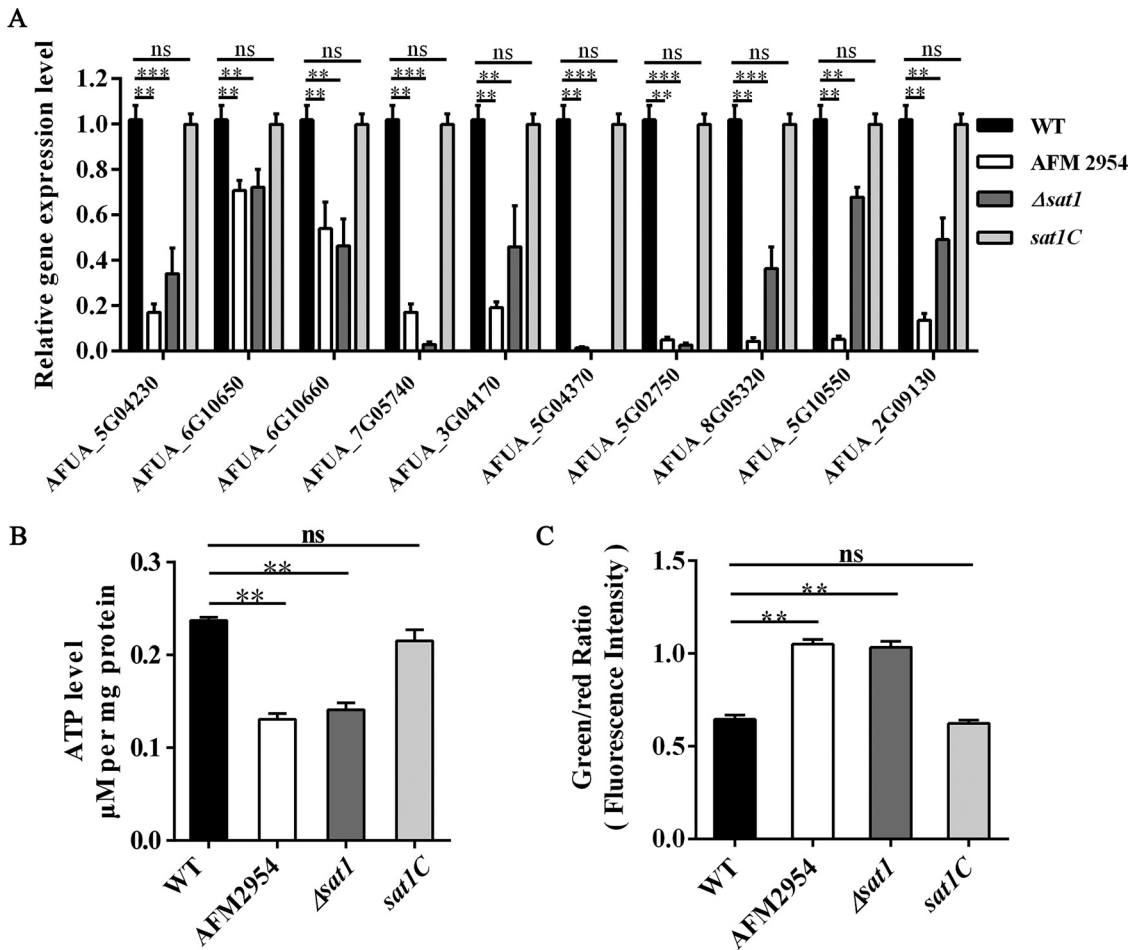 A
ns ns ns ns ns ns ns ns ns ns
*** ** ** *** ** *** *** *** ** **
** ** ** ** ** ** ** ** ** **
Relative gene expression level
1.2
1.0
0.8
0.6
0.4
0.2
0.0
AFUA_5G04230
AFUA_6G10650
AFUA_6G10660
AFUA_7G05740
AFUA_3G04170
AFUA_5G04370
AFUA_5G02750
AFUA_8G05320
AFUA_5G10550
AFUA_2G09130
WT
AFM 2954
Δsat1
sat1C
B
ns
**
**
ATP level
μM per mg protein
0.3
0.2
0.1
0.0
WT
AFM2954
Δsat1
sat1C
C
ns
**
**
Green/red Ratio
( Fluorescence Intensity )
1.5
1.0
0.5
0.0
WT
AFM2954
Δsat1
sat1C